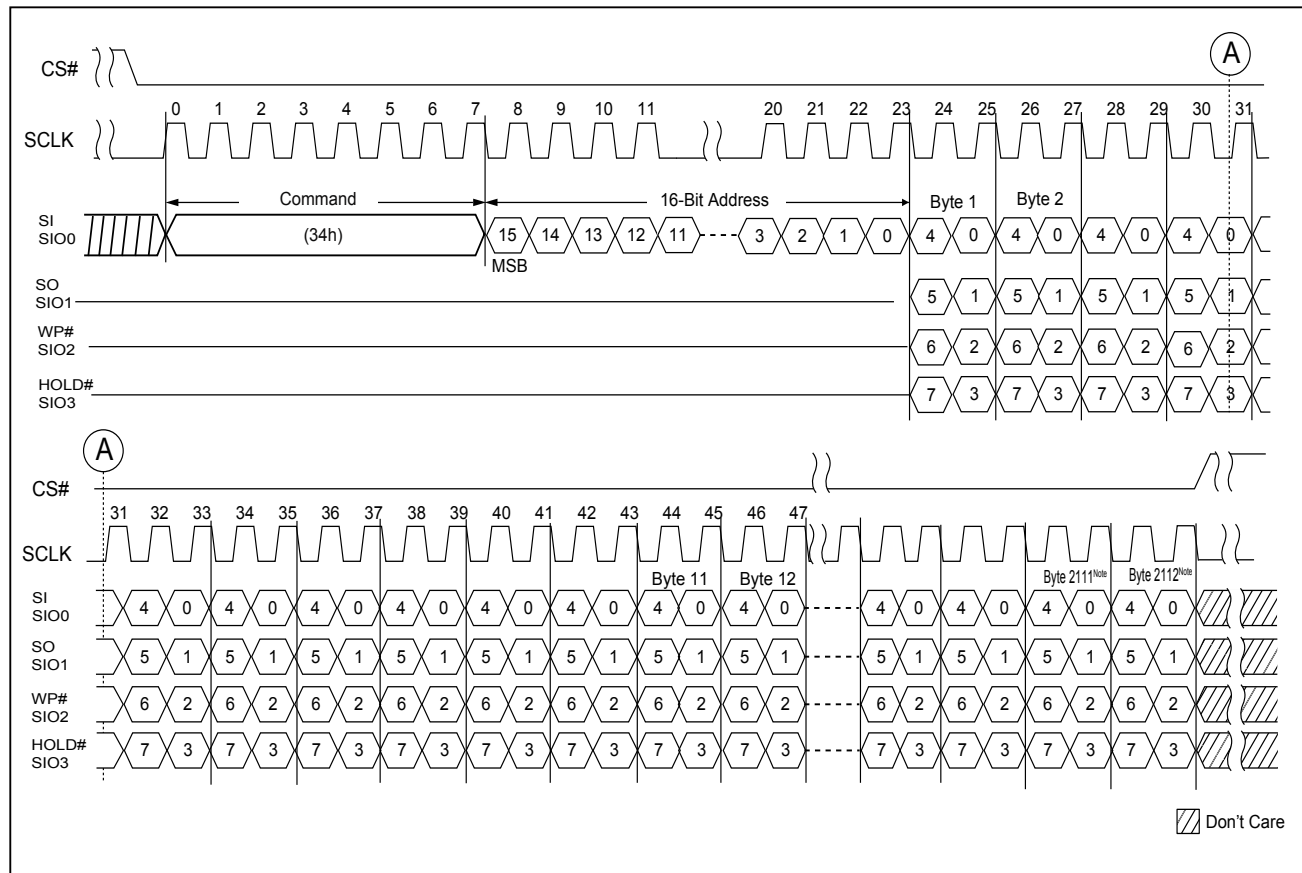 A
CS#
0 1 2 3 4 5 6 7 8 9 10 11 20 21 22 23 24 25 26 27 28 29 30 31
SCLK
Command 16-Bit Address Byte 1 Byte 2
SI
SIO0
(34h) 15 14 13 12 11 3 2 1 0 4 0 4 0 4 0 4 0
MSB
SO
SIO1
5 1 5 1 5 1 5 1
WP#
SIO2
6 2 6 2 6 2 6 2
HOLD#
SIO3
7 3 7 3 7 3 7 3
A
CS#
31 32 33 34 35 36 37 38 39 40 41 42 43 44 45 46 47
SCLK
Byte 11 Byte 12 Byte 2111Note Byte 2112Note
SI
SIO0
4 0 4 0 4 0 4 0 4 0 4 0 4 0 4 0 4 0 4 0 4 0 4 0
SO
SIO1
5 1 5 1 5 1 5 1 5 1 5 1 5 1 5 1 5 1 5 1 5 1 5 1
WP#
SIO2
6 2 6 2 6 2 6 2 6 2 6 2 6 2 6 2 6 2 6 2 6 2 6 2
HOLD#
SIO3
7 3 7 3 7 3 7 3 7 3 7 3 7 3 7 3 7 3 7 3 7 3 7 3
Don't Care